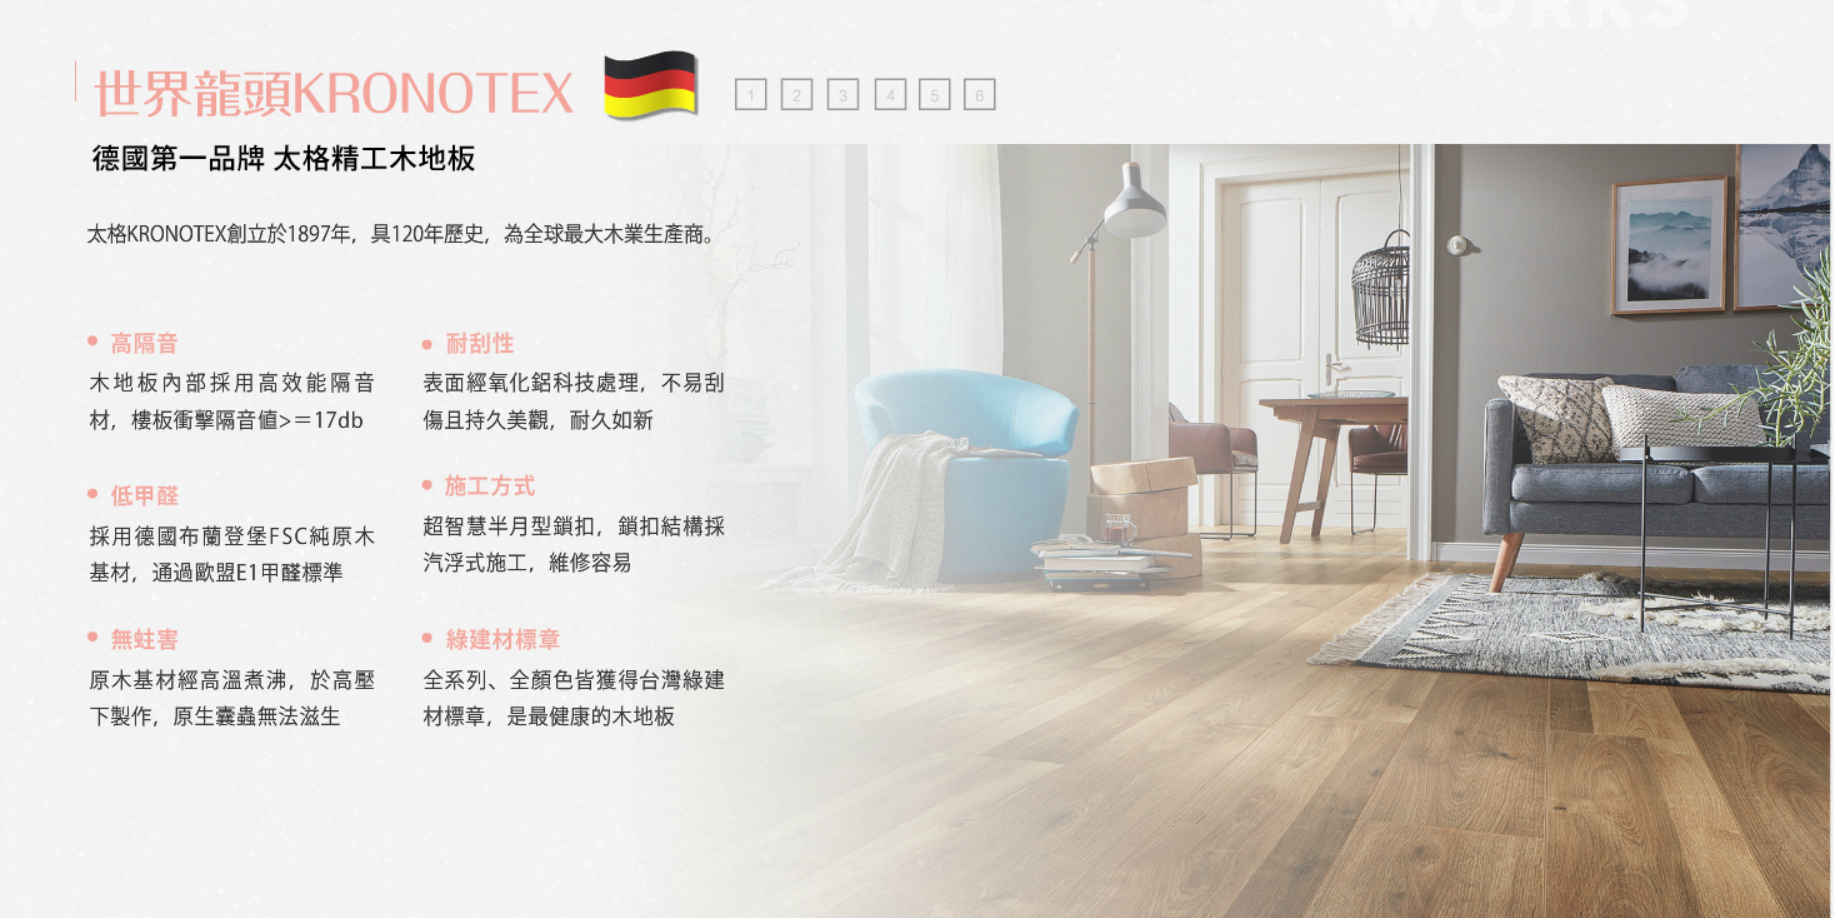 WORKS
世界龍頭KRONOTEX
1 2 3 4 5 6
德國第一品牌 太格精工木地板
太格KRONOTEX創立於1897年，具120年歷史，為全球最大木業生產商。
• 高隔音
木地板內部採用高效能隔音
材，樓板衝擊隔音值>＝17db
• 耐刮性
表面經氧化鋁科技處理，不易刮
傷且持久美觀，耐久如新
• 低甲醛
採用德國布蘭登堡FSC純原木
基材，通過歐盟E1甲醛標準
• 施工方式
超智慧半月型鎖扣，鎖扣結構採
汽浮式施工，維修容易
• 無蛀害
原木基材經高溫煮沸，於高壓
下製作，原生囊蟲無法滋生
• 綠建材標章
全系列、全顏色皆獲得台灣綠建
材標章，是最健康的木地板